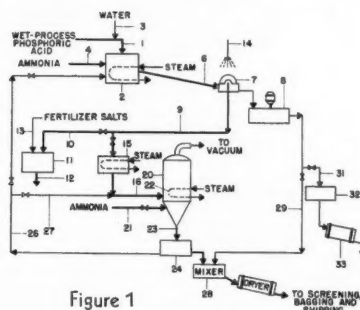 WATER
3
WET-PROCESS
PHOSPHORIC
ACID
1
4
AMMONIA
STEAM
2
6
14
7
8
9
13
FERTILIZER SALTS
10
11
12
15
STEAM
TO
VACUUM
20
18
22
STEAM
AMMONIA
21
23
24
26
27
28
29
31
32
33
MIXER
DRYER
TO SCREENING,
BAGGING AND
SHIPPING
Figure 1